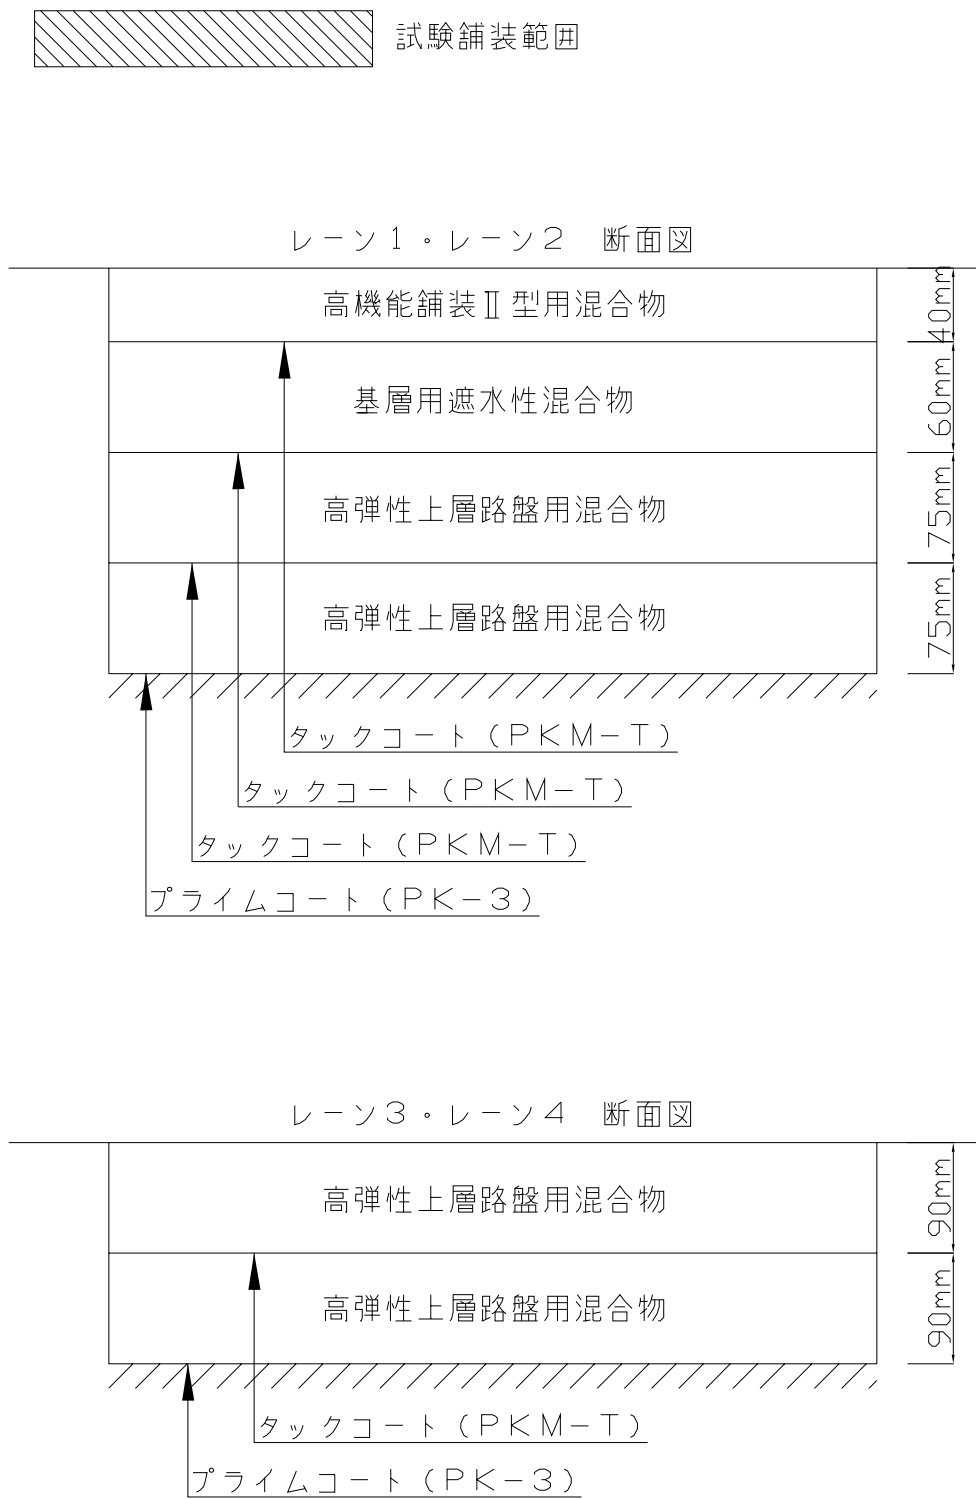 試験舗装範囲
レーン1・レーン2　断面図
高機能舗装Ⅱ型用混合物
40mm
基層用遮水性混合物
60mm
高弾性上層路盤用混合物
75mm
高弾性上層路盤用混合物
75mm
タックコート(PKM-T)
タックコート(PKM-T)
タックコート(PKM-T)
プライムコート(PK-3)
レーン3・レーン4　断面図
高弾性上層路盤用混合物
90mm
高弾性上層路盤用混合物
90mm
タックコート(PKM-T)
プライムコート(PK-3)